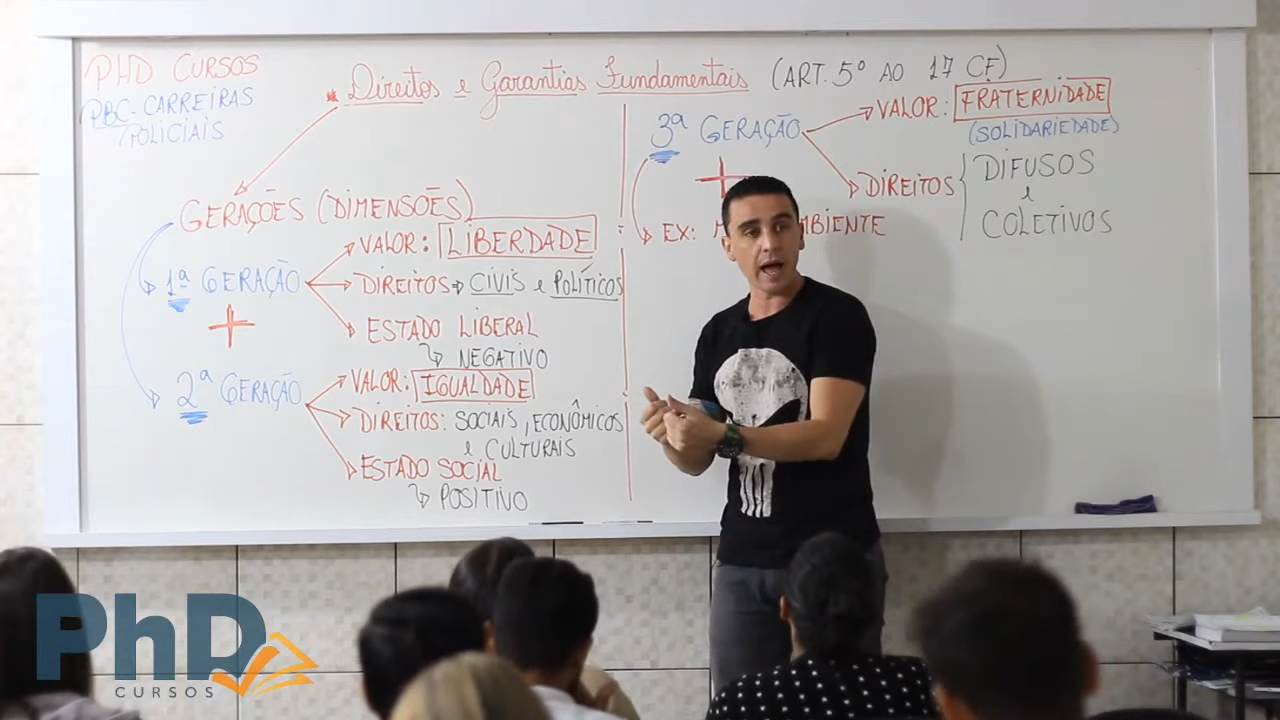 PHD CURSOS
PBC-CARREIRAS
POLICIAIS
* Direitos e Garantias Fundamentais (ART. 5º AO 17 CF)
GERAÇÕES (DIMENSÕES)
1ª GERAÇÃO
VALOR: LIBERDADE
DIREITOS → CIVIS e POLÍTICOS
ESTADO LIBERAL
↳ NEGATIVO
+
2ª GERAÇÃO
VALOR: IGUALDADE
DIREITOS: SOCIAIS, ECONÔMICOS
e CULTURAIS
ESTADO SOCIAL
↳ POSITIVO
3ª GERAÇÃO
VALOR: FRATERNIDADE
(SOLIDARIEDADE)
DIREITOS { DIFUSOS
e
COLETIVOS
+
EX:
PhD
CURSOS